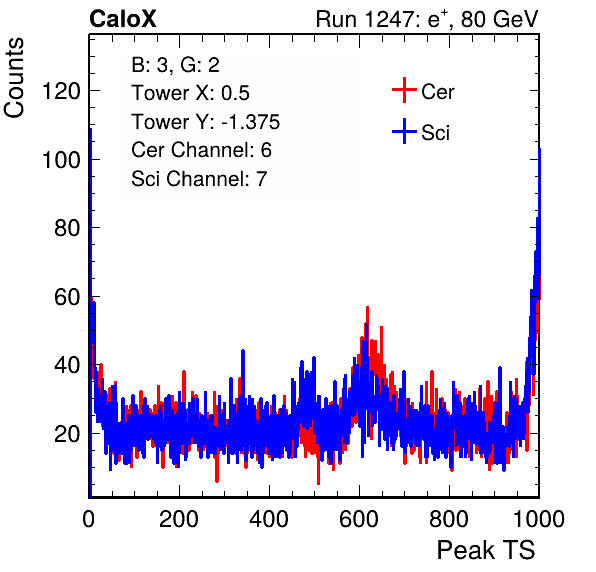 CaloX Run 1247: e⁺, 80 GeV
Counts
B: 3, G: 2
Tower X: 0.5
Tower Y: -1.375
Cer Channel: 6
Sci Channel: 7
Cer
Sci
120
100
80
60
40
20
0 200 400 600 800 1000
Peak TS